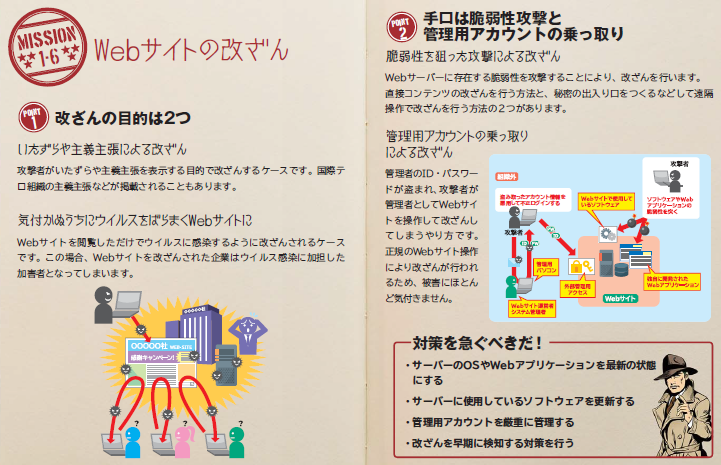 MISSION
1-6
Webサイトの改ざん
POINT
1
改ざんの目的は2つ
いたずらや主義主張による改ざん
攻撃者がいたずらや主義主張を表示する目的で改ざんするケースです。国際テ
ロ組織の主義主張などが掲載されることもあります。
気付かぬうちにウイルスをばらまくWebサイトに
Webサイトを閲覧しただけでウイルスに感染するように改ざんされるケース
です。この場合、Webサイトを改ざんされた企業はウイルス感染に加担した
加害者となってしまいます。
〇〇〇〇〇社 WEB-SITE
感謝キャンペーン!
?
?
?
POINT
2
手口は脆弱性攻撃と
管理用アカウントの乗っ取り
脆弱性を狙った攻撃による改ざん
Webサーバーに存在する脆弱性を攻撃することにより、改ざんを行います。
直接コンテンツの改ざんを行う方法と、秘密の出入り口をつくるなどして遠隔
操作で改ざんを行う方法の2つがあります。
管理用アカウントの乗っ取り
による改ざん
管理者のID・パスワー
ドが盗まれ、攻撃者が
管理者としてWebサイ
トを操作して改ざんし
てしまうやり方です。
正規のWebサイト操作
により改ざんが行われ
るため、被害にほとん
ど気付きません。
組織外
盗み取ったアカウント情報を
悪用して不正ログインする
攻撃者
Webサイトで使用して
いるソフトウェア
攻撃者
ソフトウェアやWeb
アプリケーションの
脆弱性を突く
管理用
パソコン
外部管理用
アクセス
独自に開発された
Webアプリケーション
Webサイト
Webサイト運営者
システム管理者
対策を急ぐべきだ!
・サーバーのOSやWebアプリケーションを最新の状態
にする
・サーバーに使用しているソフトウェアを更新する
・管理用アカウントを厳重に管理する
・改ざんを早期に検知する対策を行う